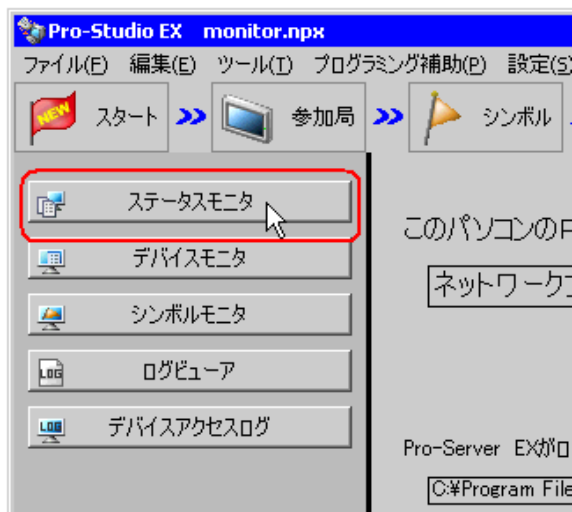 Pro-Studio EX monitor.npx
ファイル(F) 編集(E) ツール(T) プログラミング補助(P) 設定(S)
NEW スタート 参加局 シンボル
ステータスモニタ
デバイスモニタ
シンボルモニタ
LOG ログビューア
LOG デバイスアクセスログ
このパソコンの
ネットワーク
Pro-Server EXが
C:¥Program File